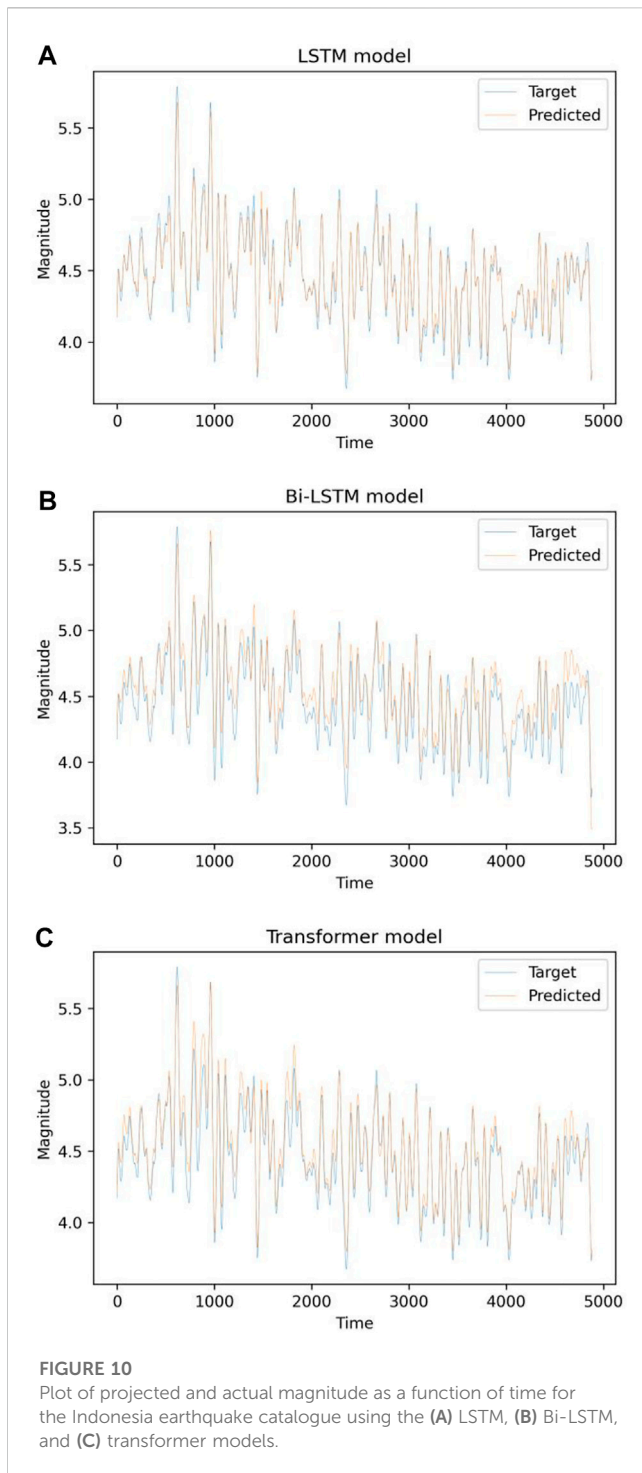 A
LSTM model
Target
Predicted
5.5
5.0
4.5
4.0
Magnitude
0 1000 2000 3000 4000 5000
Time
B
Bi-LSTM model
Target
Predicted
5.5
5.0
4.5
4.0
3.5
Magnitude
0 1000 2000 3000 4000 5000
Time
C
Transformer model
Target
Predicted
5.5
5.0
4.5
4.0
Magnitude
0 1000 2000 3000 4000 5000
Time
FIGURE 10
Plot of projected and actual magnitude as a function of time for
the Indonesia earthquake catalogue using the (A) LSTM, (B) Bi-LSTM,
and (C) transformer models.